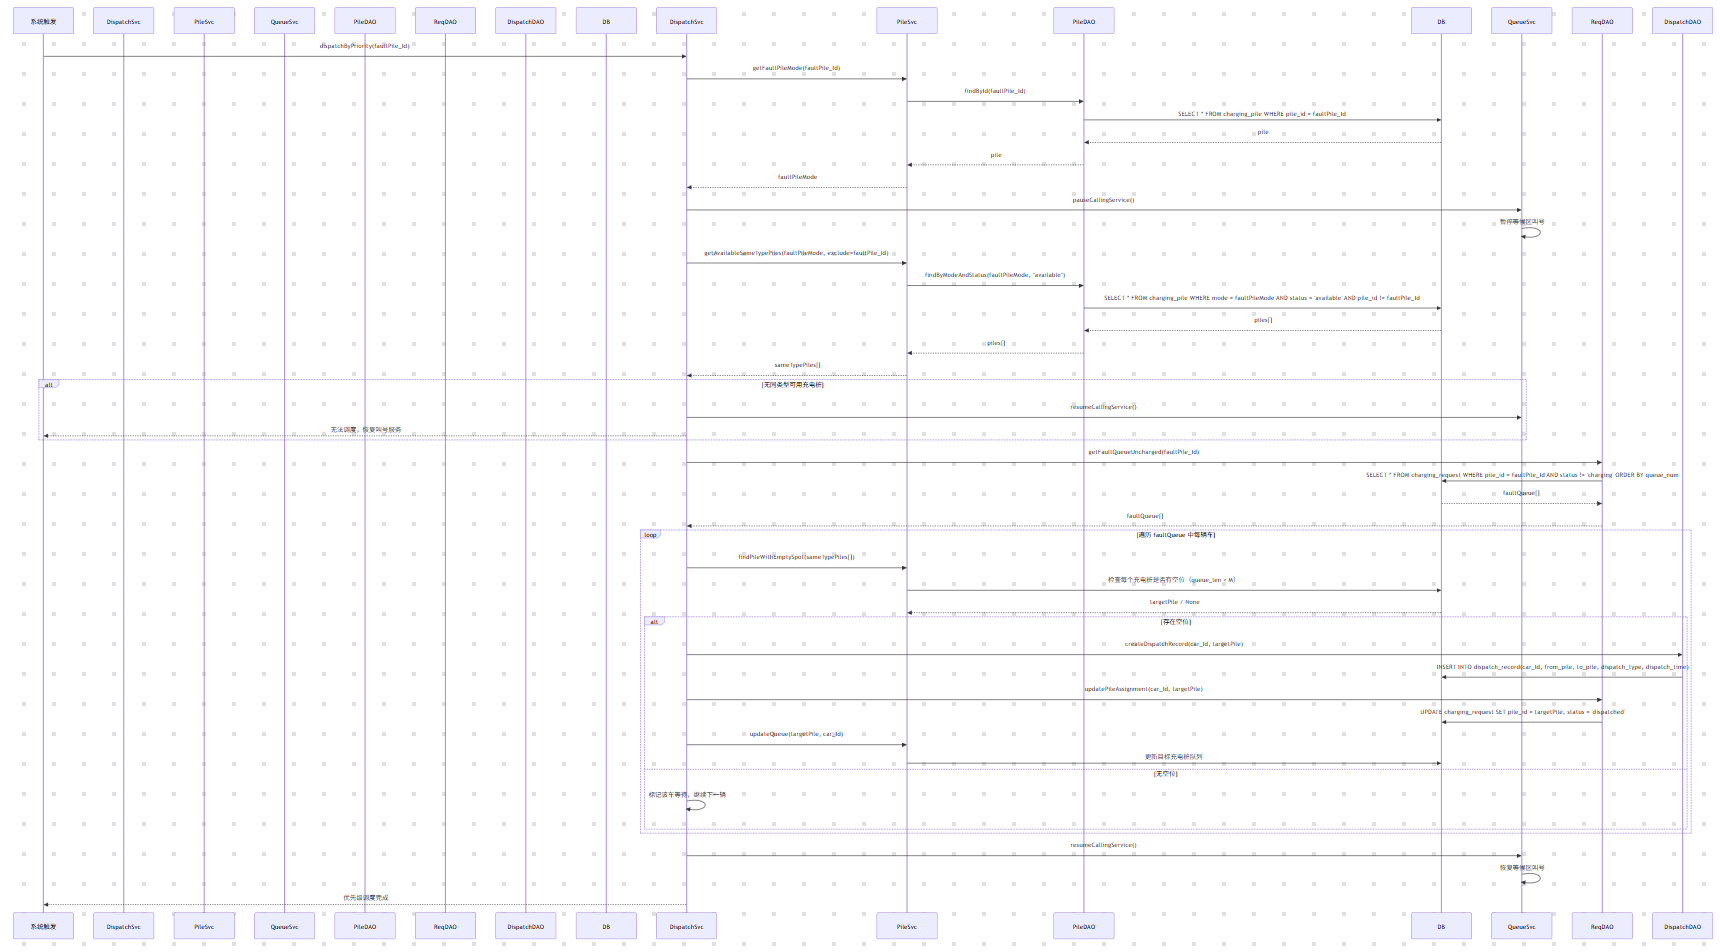 系统触发 DispatchSvc PileSvc QueueSvc PileDAO ReqDAO DispatchDAO DB DispatchSvc PileSvc PileDAO DB QueueSvc ReqDAO DispatchDAO
dispatchByPriority(faultPile_Id)
getFaultPileMode(faultPile_Id)
findById(faultPile_Id)
SELECT * FROM charging_pile WHERE pile_id = faultPile_Id
pile
pile
faultPileMode
pauseCallingService()
暂停等候区叫号
getAvailableSameTypePiles(faultPileMode, exclude=faultPile_Id)
findByModeAndStatus(faultPileMode, "available")
SELECT * FROM charging_pile WHERE mode = faultPileMode AND status = 'available' AND pile_id != faultPile_Id
piles[]
piles[]
sameTypePiles[]
alt
[无同类型可用充电桩]
resumeCallingService()
无法调度，恢复叫号服务
getFaultQueueUncharged(faultPile_Id)
SELECT * FROM charging_request WHERE pile_id = faultPile_Id AND status != 'charging' ORDER BY queue_num
faultQueue[]
faultQueue[]
loop
[遍历 faultQueue 中每辆车]
findPileWithEmptySpot(sameTypePiles[])
检查每个充电桩是否有空位（queue_len < M）
targetPile / None
alt
[存在空位]
createDispatchRecord(car_Id, targetPile)
INSERT INTO dispatch_record(car_Id, from_pile, to_pile, dispatch_type, dispatch_time)
updatePileAssignment(car_Id, targetPile)
UPDATE charging_request SET pile_id = targetPile, status = 'dispatched'
updateQueue(targetPile, car_Id)
更新目标充电桩队列
[无空位]
标记该车等待，继续下一辆
resumeCallingService()
恢复等候区叫号
优先级调度完成
系统触发 DispatchSvc PileSvc QueueSvc PileDAO ReqDAO DispatchDAO DB DispatchSvc PileSvc PileDAO DB QueueSvc ReqDAO DispatchDAO